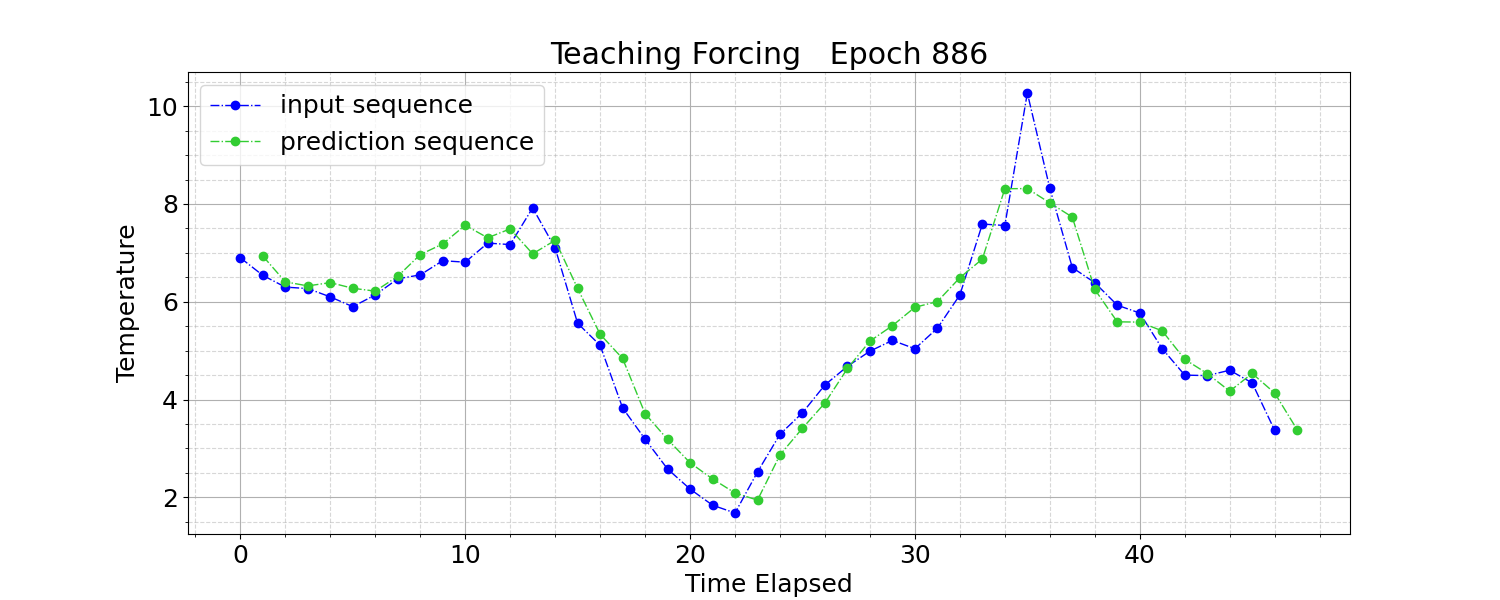 Teaching Forcing   Epoch 886
input sequence
prediction sequence
Temperature
10
8
6
4
2
0 10 20 30 40
Time Elapsed